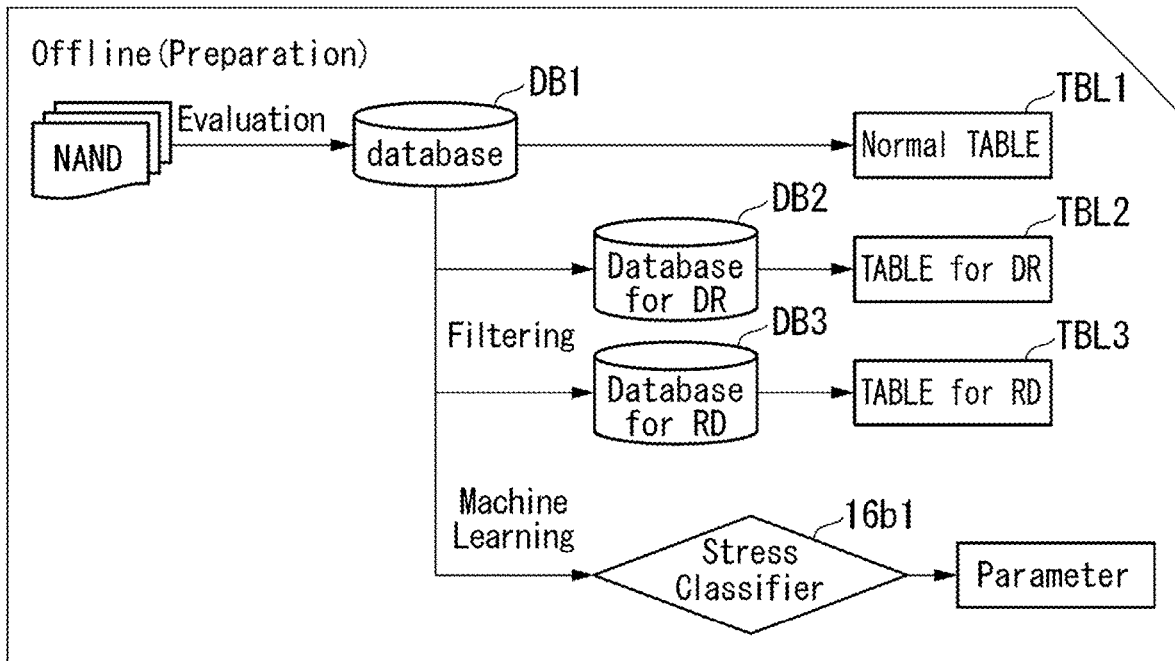 Offline(Preparation)
DB1
TBL1
NAND
Evaluation
database
Normal TABLE
DB2
TBL2
Database
for DR
TABLE for DR
Filtering
DB3
TBL3
Database
for RD
TABLE for RD
Machine
Learning
16b1
Stress
Classifier
Parameter